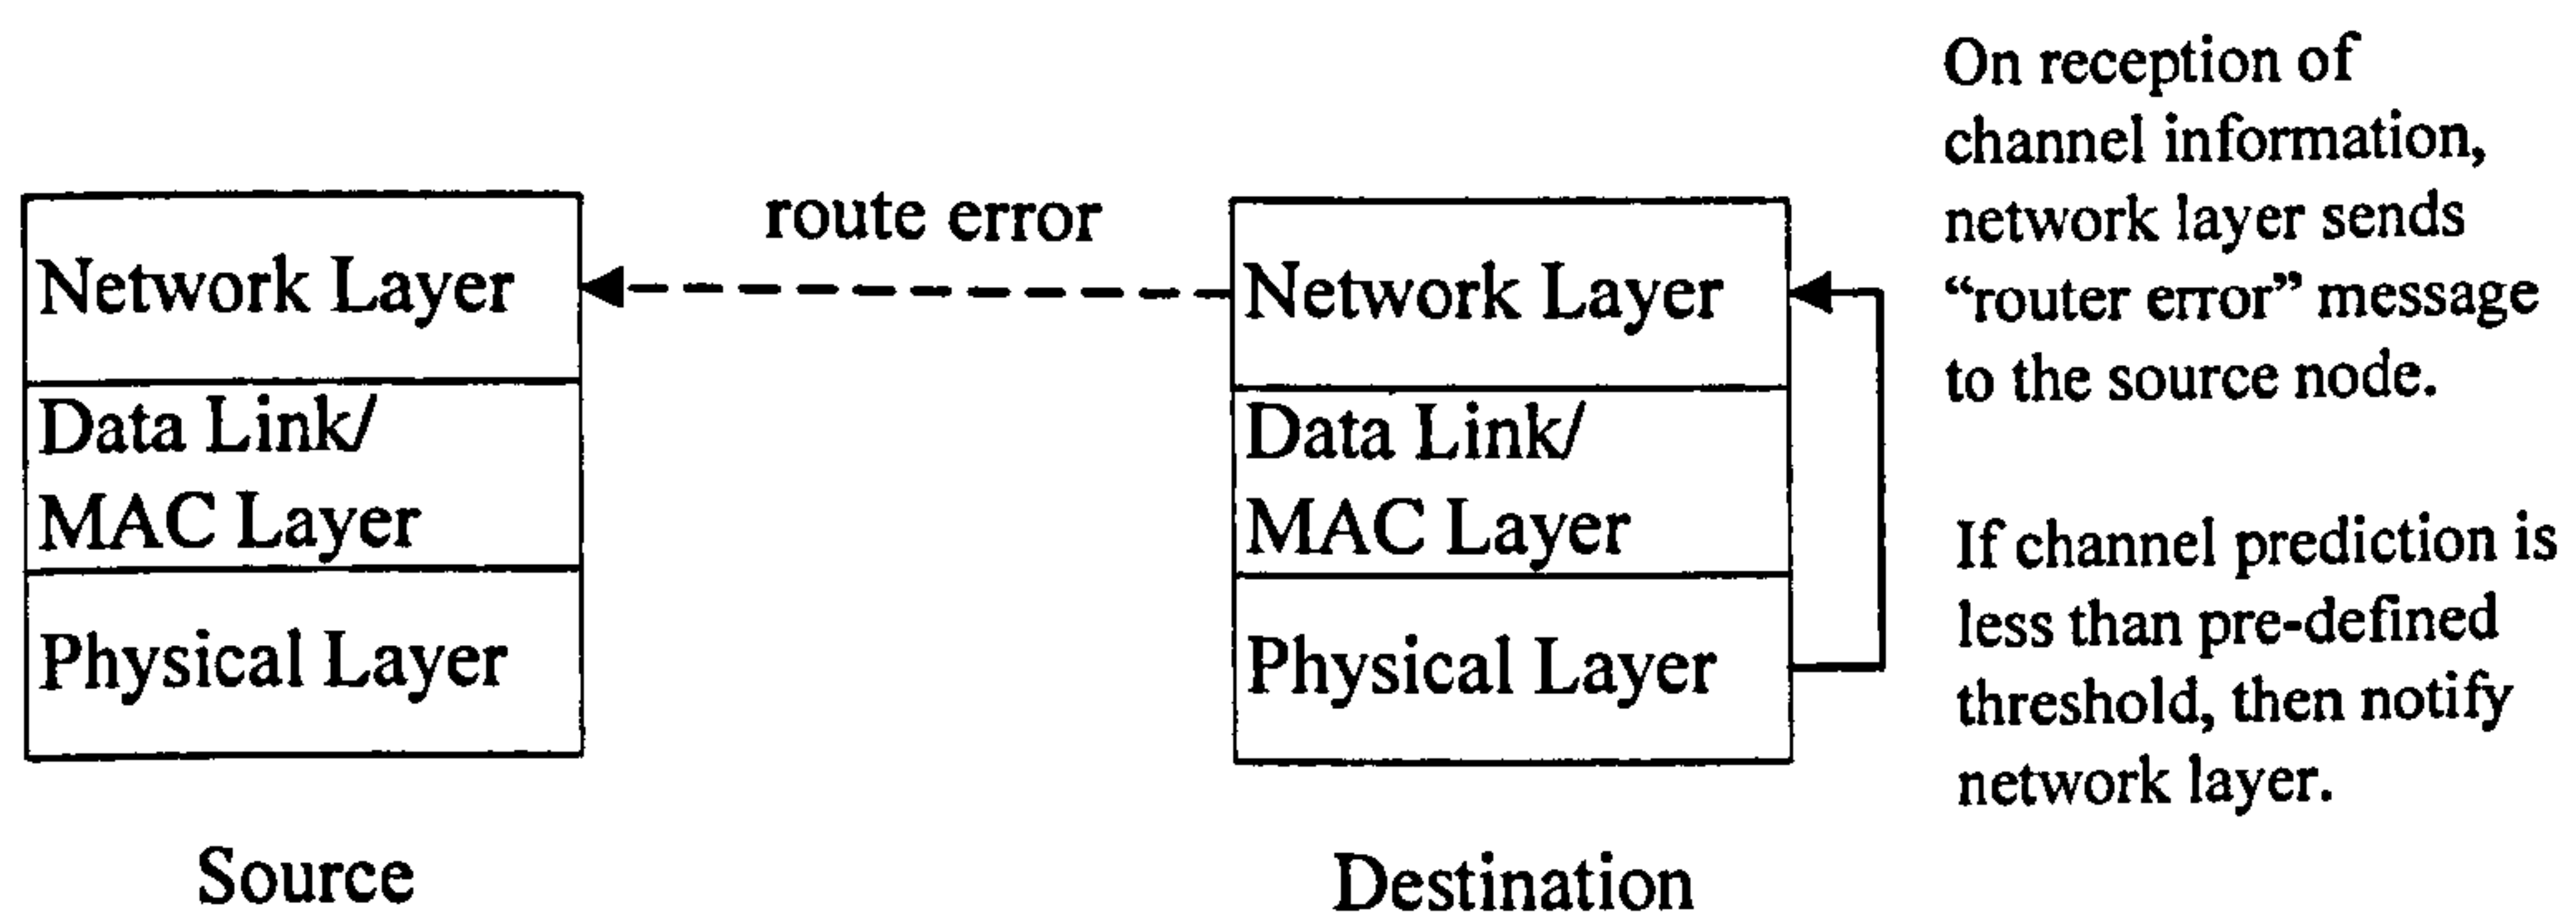 On reception of
channel information,
network layer sends
“router error” message
to the source node.
If channel prediction is
less than pre-defined
threshold, then notify
network layer.
route error
Network Layer
Data Link/
MAC Layer
Physical Layer
Source
Network Layer
Data Link/
MAC Layer
Physical Layer
Destination